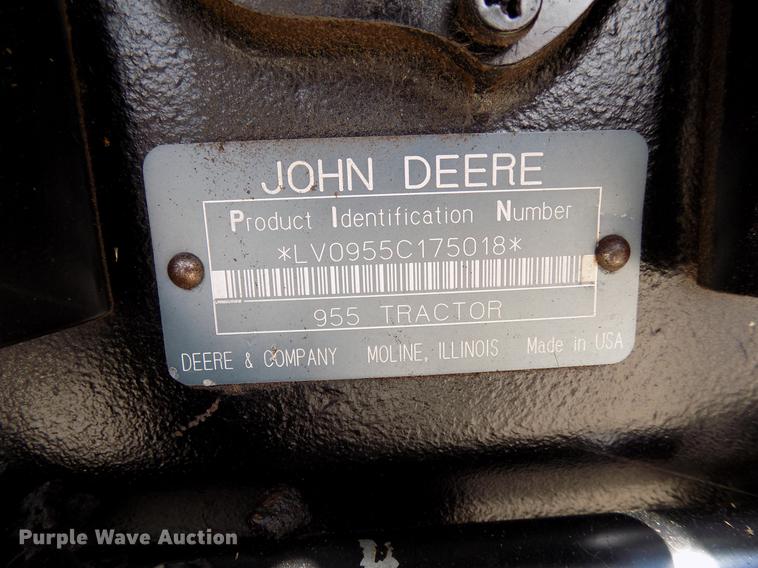 JOHN DEERE
Product Identification Number
*LV0955C175018*
955 TRACTOR
DEERE & COMPANY MOLINE, ILLINOIS Made in USA
Purple Wave Auction